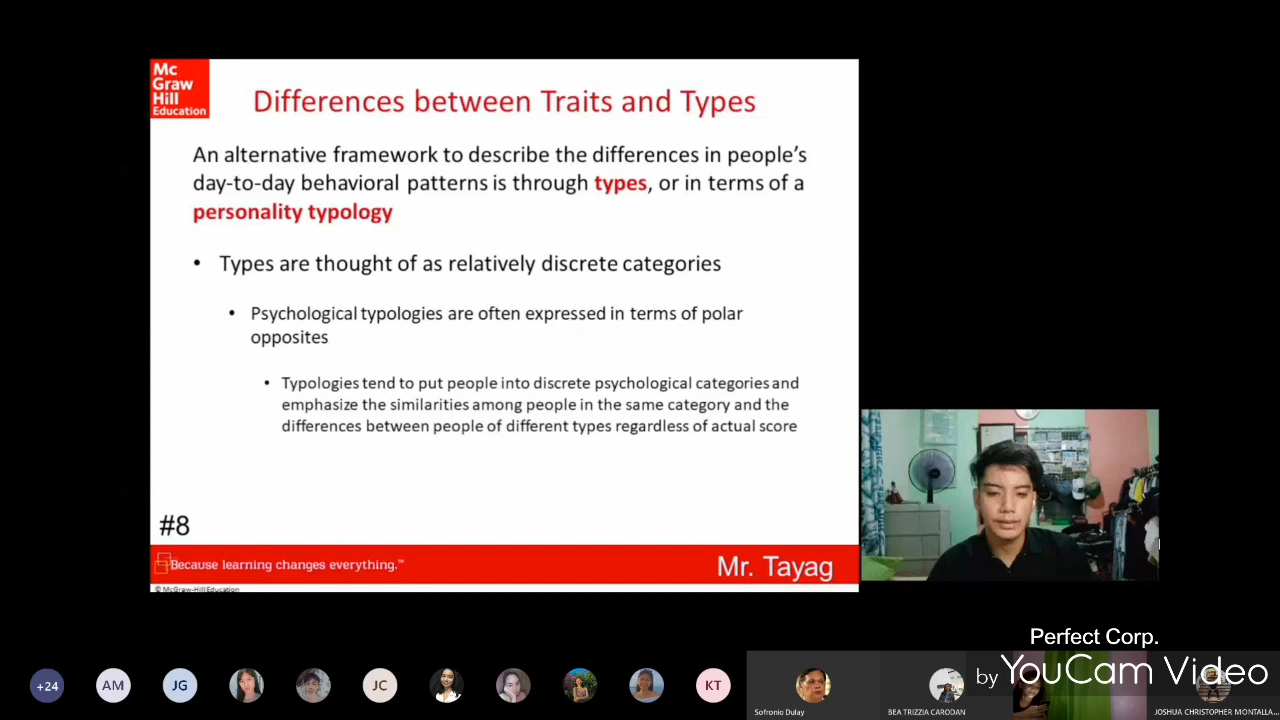 Mc
Graw
Hill
Education
Differences between Traits and Types
An alternative framework to describe the differences in people's
day-to-day behavioral patterns is through types, or in terms of a
personality typology
• Types are thought of as relatively discrete categories
• Psychological typologies are often expressed in terms of polar
opposites
• Typologies tend to put people into discrete psychological categories and
emphasize the similarities among people in the same category and the
differences between people of different types regardless of actual score
#8
Because learning changes everything.™
Mr. Tayag
© McGraw-Hill Education
Perfect Corp.
by YouCam Video
+24
AM
JG
JC
KT
Sofronio Dulay
BEA TRIZZIA CARODAN
JOSHUA CHRISTOPHER MONTALLA...